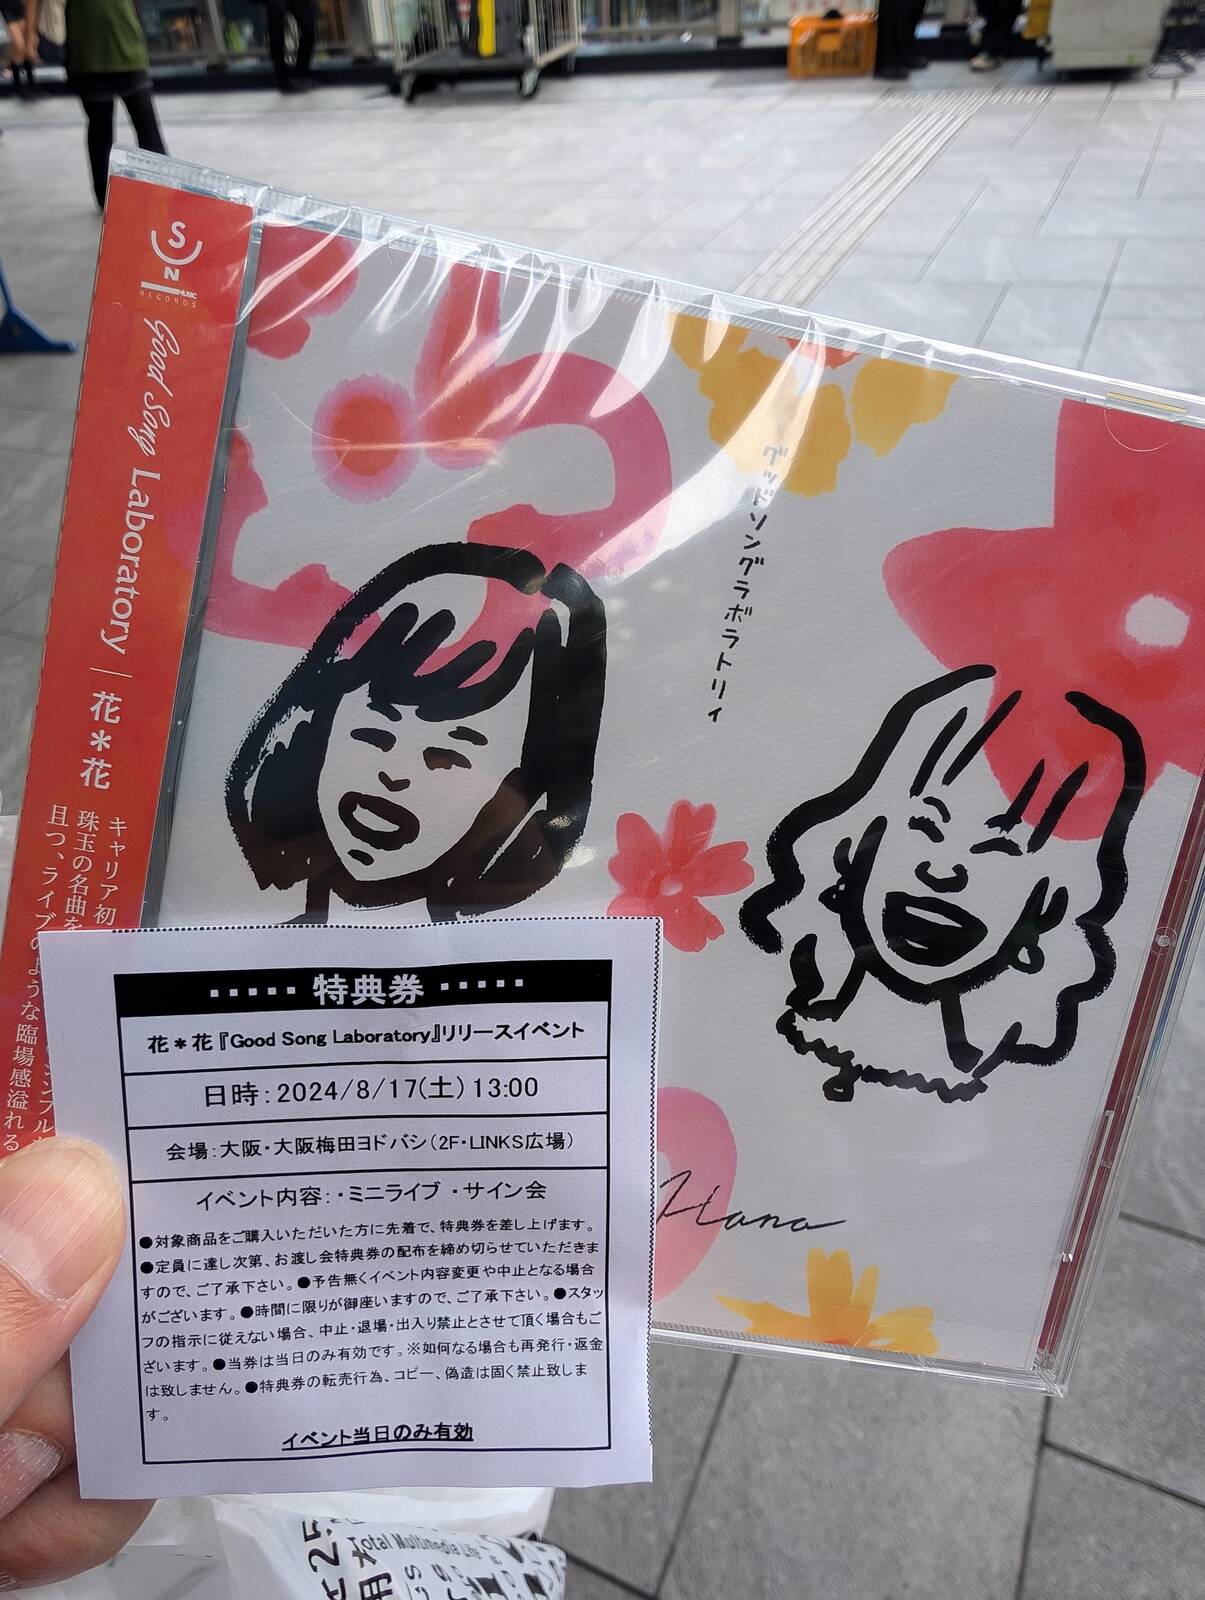 S
N
MUSIC
RECORDS
Good Song Laboratory | 花＊花
キャリア初
珠玉の名曲を
且つ、ライブのような臨場感溢れる
グッドソングラボラトリィ
Hana
・・・・・ 特典券 ・・・・・
花＊花『Good Song Laboratory』リリースイベント
日時：2024/8/17(土) 13:00
会場：大阪・大阪梅田ヨドバシ（2F・LINKS広場）
イベント内容：・ミニライブ ・サイン会
●対象商品をご購入いただいた方に先着で、特典券を差し上げます。
●定員に達し次第、お渡し会特典券の配布を締め切らせていただきま
すので、ご了承下さい。●予告無くイベント内容変更や中止となる場合
がございます。●時間に限りが御座いますので、ご了承下さい。●スタッ
フの指示に従えない場合、中止・退場・出入り禁止とさせて頂く場合もご
ざいます。●当券は当日のみ有効です。※如何なる場合も再発行・返金
は致しません。●特典券の転売行為、コピー、偽造は固く禁止致しま
す。
イベント当日のみ有効
Total Multimedia Life